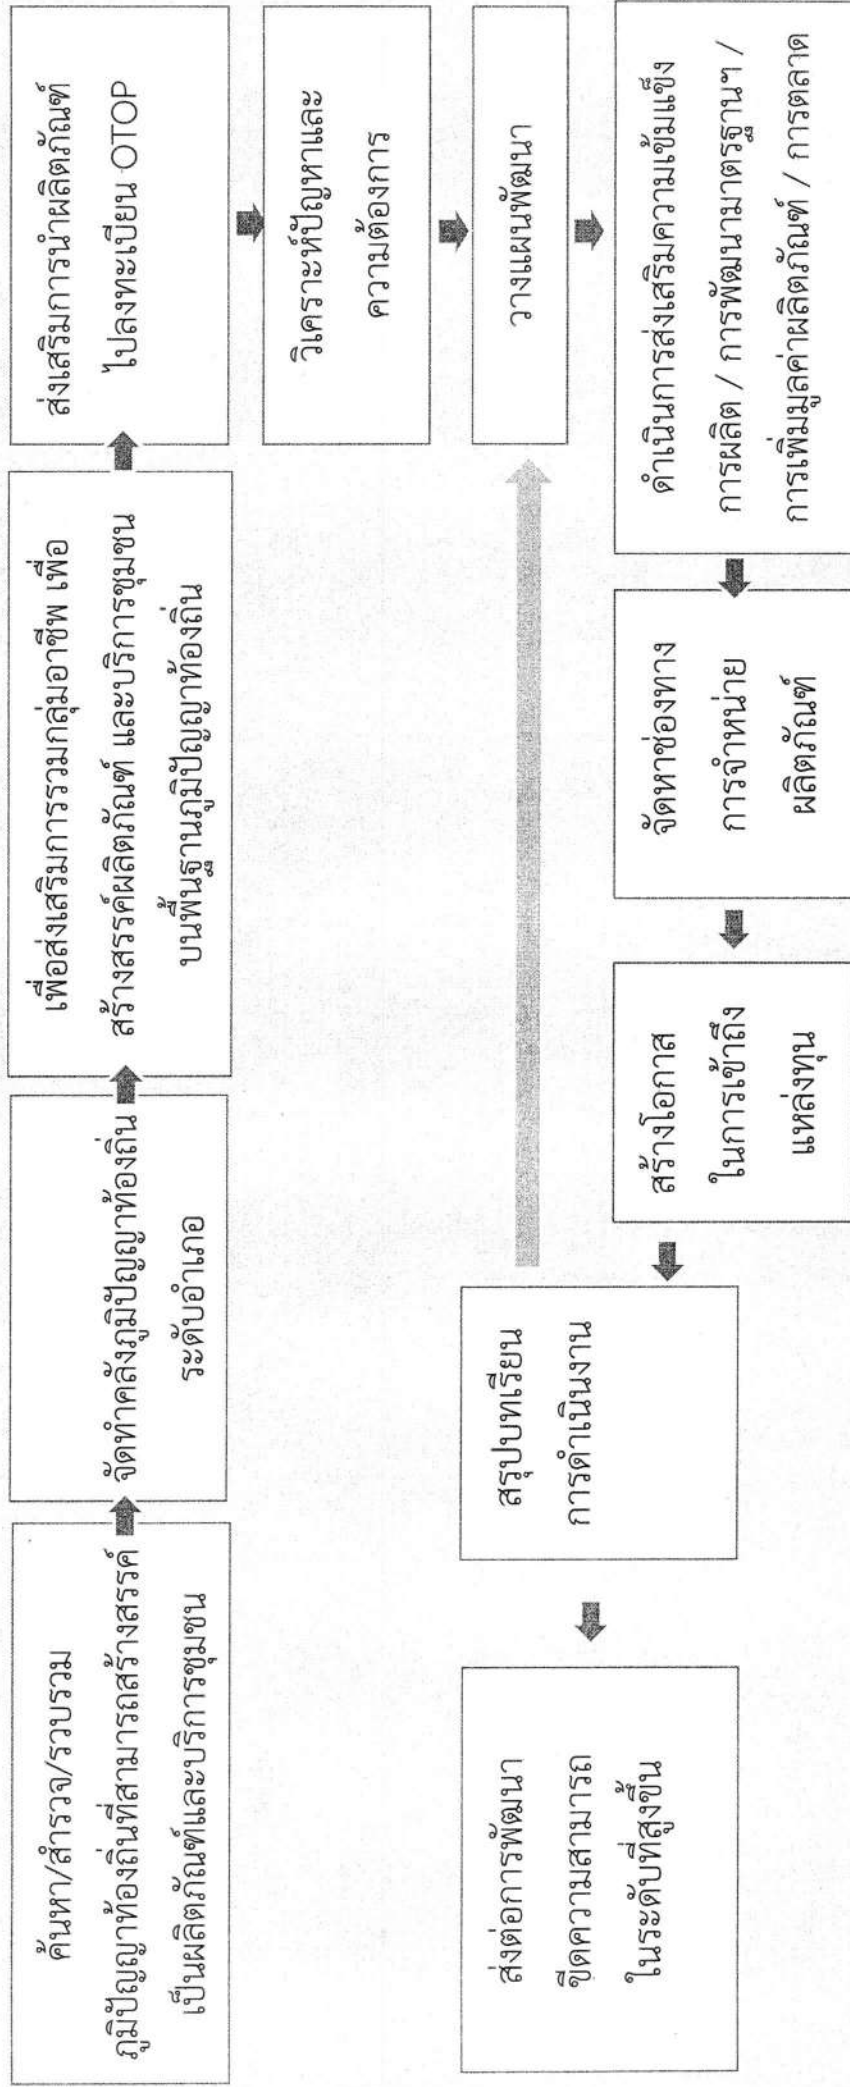 ค้นหา/สำรวจ/รวบรวม
ภูมิปัญญาท้องถิ่นที่สามารถสร้างสรรค์
เป็นผลิตภัณฑ์และบริการชุมชน
จัดทำคลังภูมิปัญญาท้องถิ่น
ระดับอำเภอ
เพื่อส่งเสริมการรวมกลุ่มอาชีพ เพื่อ
สร้างสรรค์ผลิตภัณฑ์ และบริการชุมชน
บนพื้นฐานภูมิปัญญาท้องถิ่น
ส่งเสริมการนำผลิตภัณฑ์
ไปลงทะเบียน OTOP
วิเคราะห์ปัญหาและ
ความต้องการ
วางแผนพัฒนา
ดำเนินการส่งเสริมความเข้มแข็ง
การผลิต / การพัฒนามาตรฐานฯ /
การเพิ่มมูลค่าผลิตภัณฑ์ / การตลาด
จัดหาช่องทาง
การจำหน่าย
ผลิตภัณฑ์
สร้างโอกาส
ในการเข้าถึง
แหล่งทุน
สรุปบทเรียน
การดำเนินงาน
ส่งต่อการพัฒนา
ขีดความสามารถ
ในระดับที่สูงขึ้น